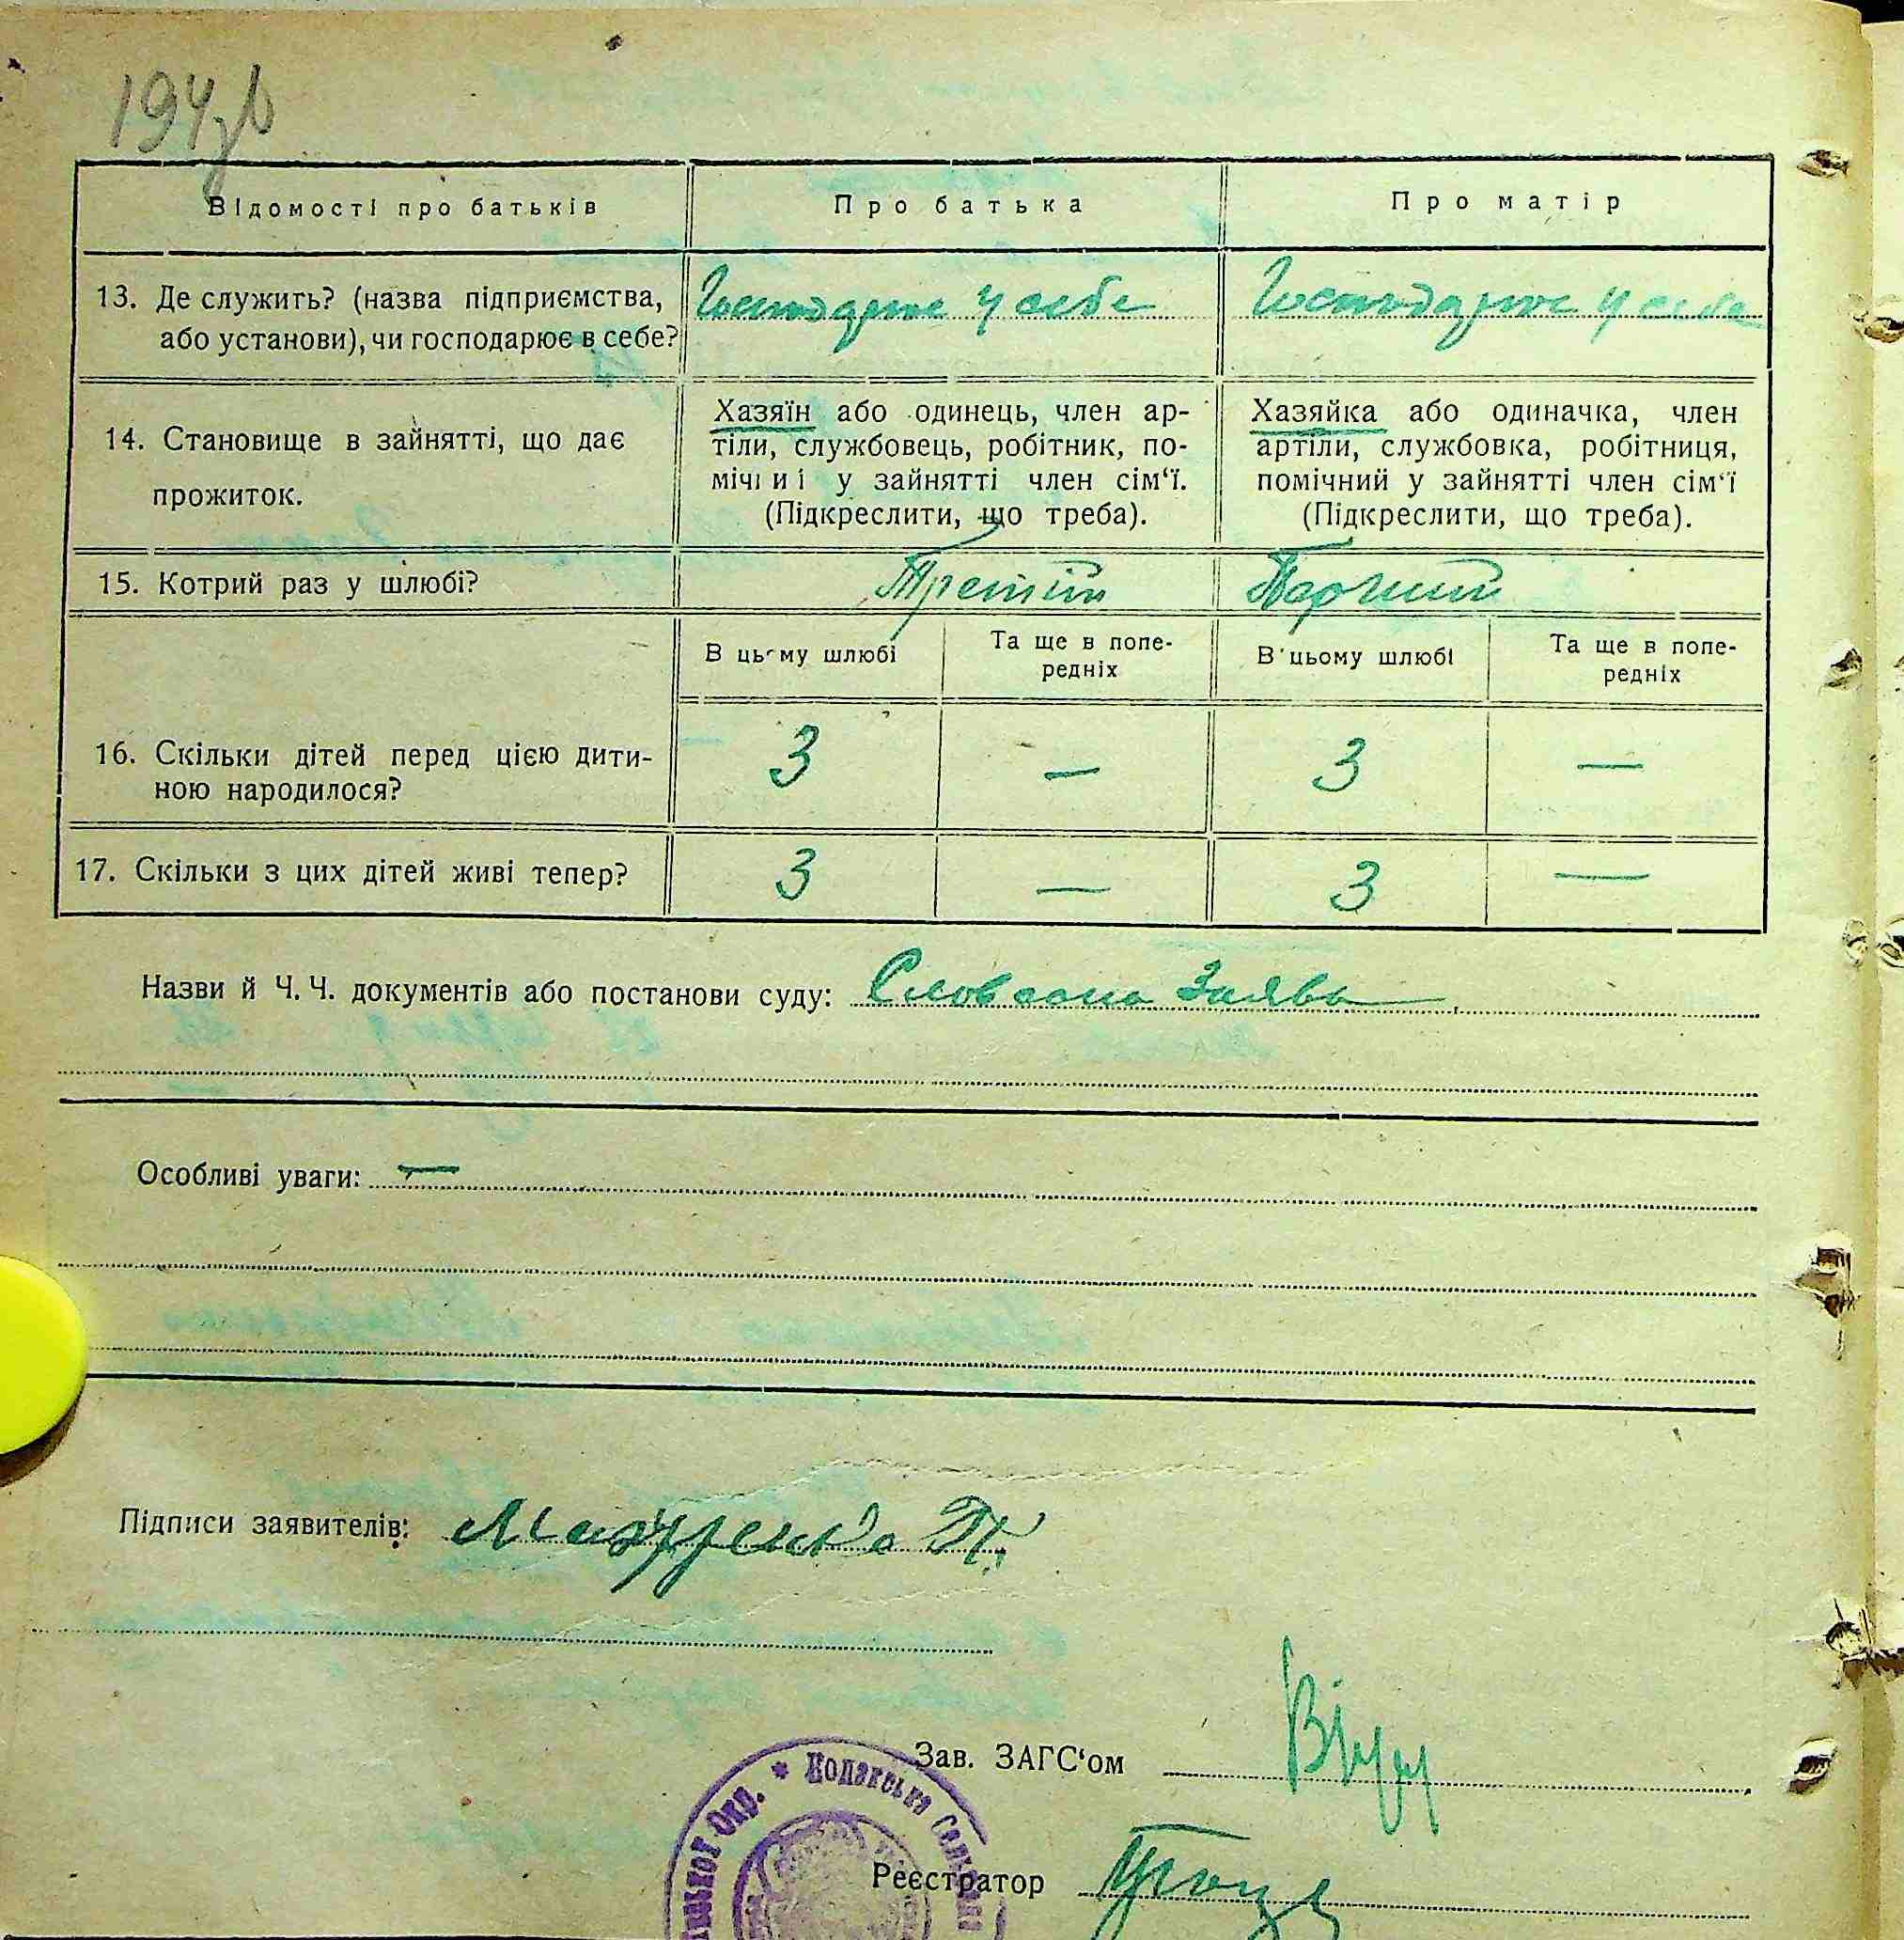 194зв
Відомості про батьків
Про батька
Про матір
13. Де служить? (назва підприємства,
або установи), чи господарює в себе?
Господарює у себе
Господарює у себе
14. Становище в зайнятті, що дає
прожиток.
Хазяїн або одинець, член ар-
тіли, службовець, робітник, по-
мічниі у зайнятті член сім‘ї.
(Підкреслити, що треба).
Хазяйка або одиначка, член
артіли, службовка, робітниця,
помічний у зайнятті член сім‘ї
(Підкреслити, що треба).
15. Котрий раз у шлюбі?
Третій
Перший
В цьому шлюбі
Та ще в попе-
редніх
В цьому шлюбі
Та ще в попе-
редніх
16. Скільки дітей перед цією дити-
ною народилося?
3 — 3 —
17. Скільки з цих дітей живі тепер?
3 — 3 —
Назви й Ч. Ч. документів або постанови суду: Словесна Заява
Особливі уваги: —
Підписи заявителів: Мазуренко П.
Зав. ЗАГС‘ом
Реєстратор
Окр. * Кодакська